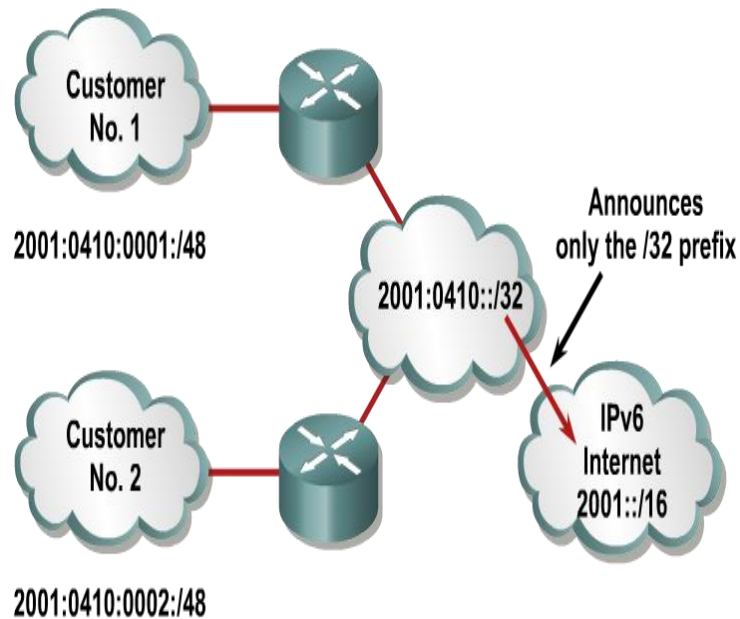 Customer
No. 1
2001:0410:0001:/48
Announces
only the /32 prefix
2001:0410::/32
Customer
No. 2
IPv6
Internet
2001::/16
2001:0410:0002:/48